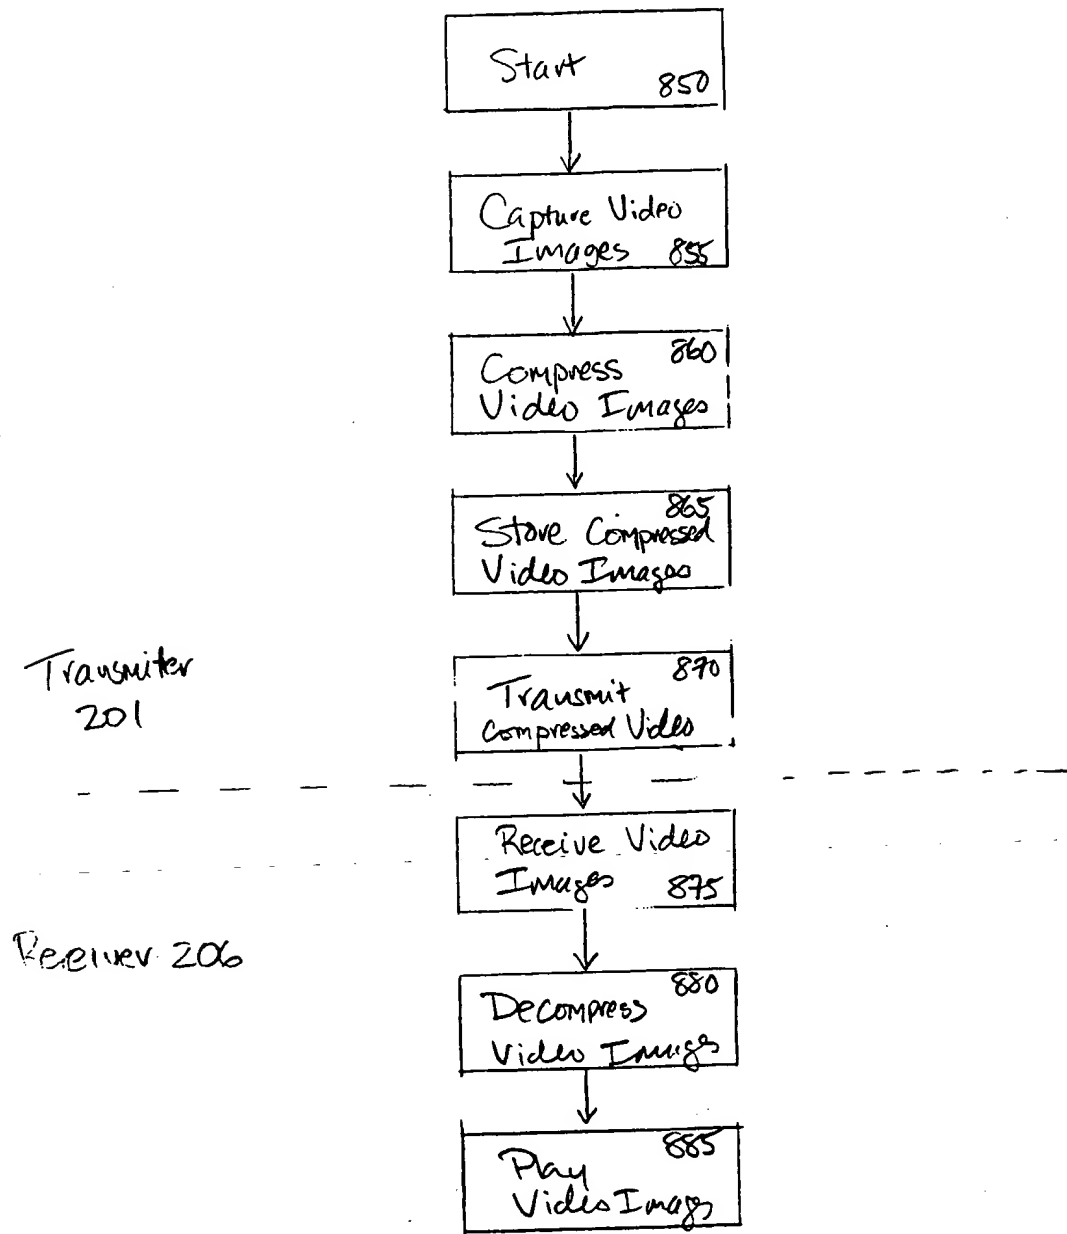 Start
850
Capture Video
Images 855
860
Compress
Video Images
865
Store Compressed
Video Images
Transmiter
201
870
Transmit
Compressed Video
Receive Video
Images 875
Receiver 206
880
Decompress
Video Images
885
Play
Video Images